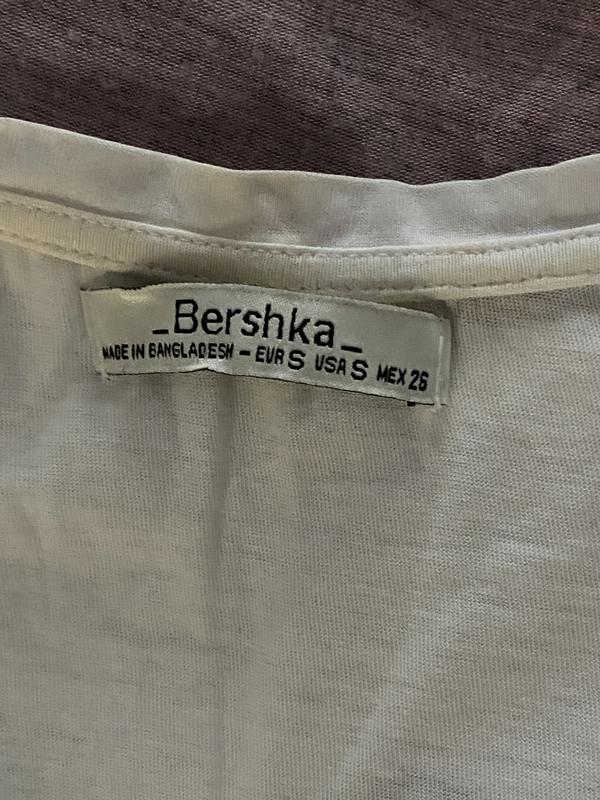 _Bershka_
MADE IN BANGLADESH – EUR S USA S MEX 26